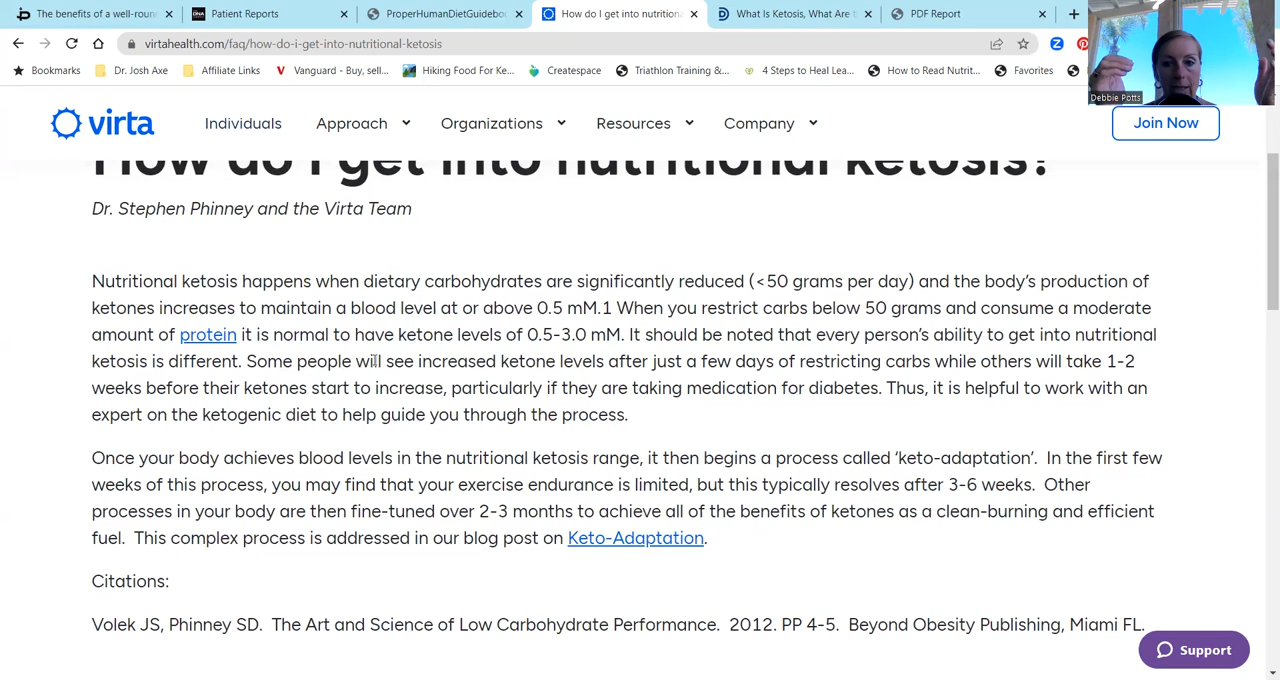 The benefits of a well-roun
Patient Reports
ProperHumanDietGuidebo
How do I get into nutritiona
What Is Ketosis, What Are t
PDF Report
virtahealth.com/faq/how-do-i-get-into-nutritional-ketosis
Bookmarks
Dr. Josh Axe
Affiliate Links
Vanguard - Buy, sell...
Hiking Food For Ke...
Createspace
Triathlon Training &...
4 Steps to Heal Lea...
How to Read Nutrit...
Favorites
Debbie Potts
virta
Individuals
Approach
Organizations
Resources
Company
Join Now
How do I get into nutritional ketosis?
Dr. Stephen Phinney and the Virta Team
Nutritional ketosis happens when dietary carbohydrates are significantly reduced (<50 grams per day) and the body's production of
ketones increases to maintain a blood level at or above 0.5 mM.1 When you restrict carbs below 50 grams and consume a moderate
amount of protein it is normal to have ketone levels of 0.5-3.0 mM. It should be noted that every person's ability to get into nutritional
ketosis is different. Some people will see increased ketone levels after just a few days of restricting carbs while others will take 1-2
weeks before their ketones start to increase, particularly if they are taking medication for diabetes. Thus, it is helpful to work with an
expert on the ketogenic diet to help guide you through the process.
Once your body achieves blood levels in the nutritional ketosis range, it then begins a process called 'keto-adaptation'. In the first few
weeks of this process, you may find that your exercise endurance is limited, but this typically resolves after 3-6 weeks. Other
processes in your body are then fine-tuned over 2-3 months to achieve all of the benefits of ketones as a clean-burning and efficient
fuel. This complex process is addressed in our blog post on Keto-Adaptation.
Citations:
Volek JS, Phinney SD. The Art and Science of Low Carbohydrate Performance. 2012. PP 4-5. Beyond Obesity Publishing, Miami FL.
Support